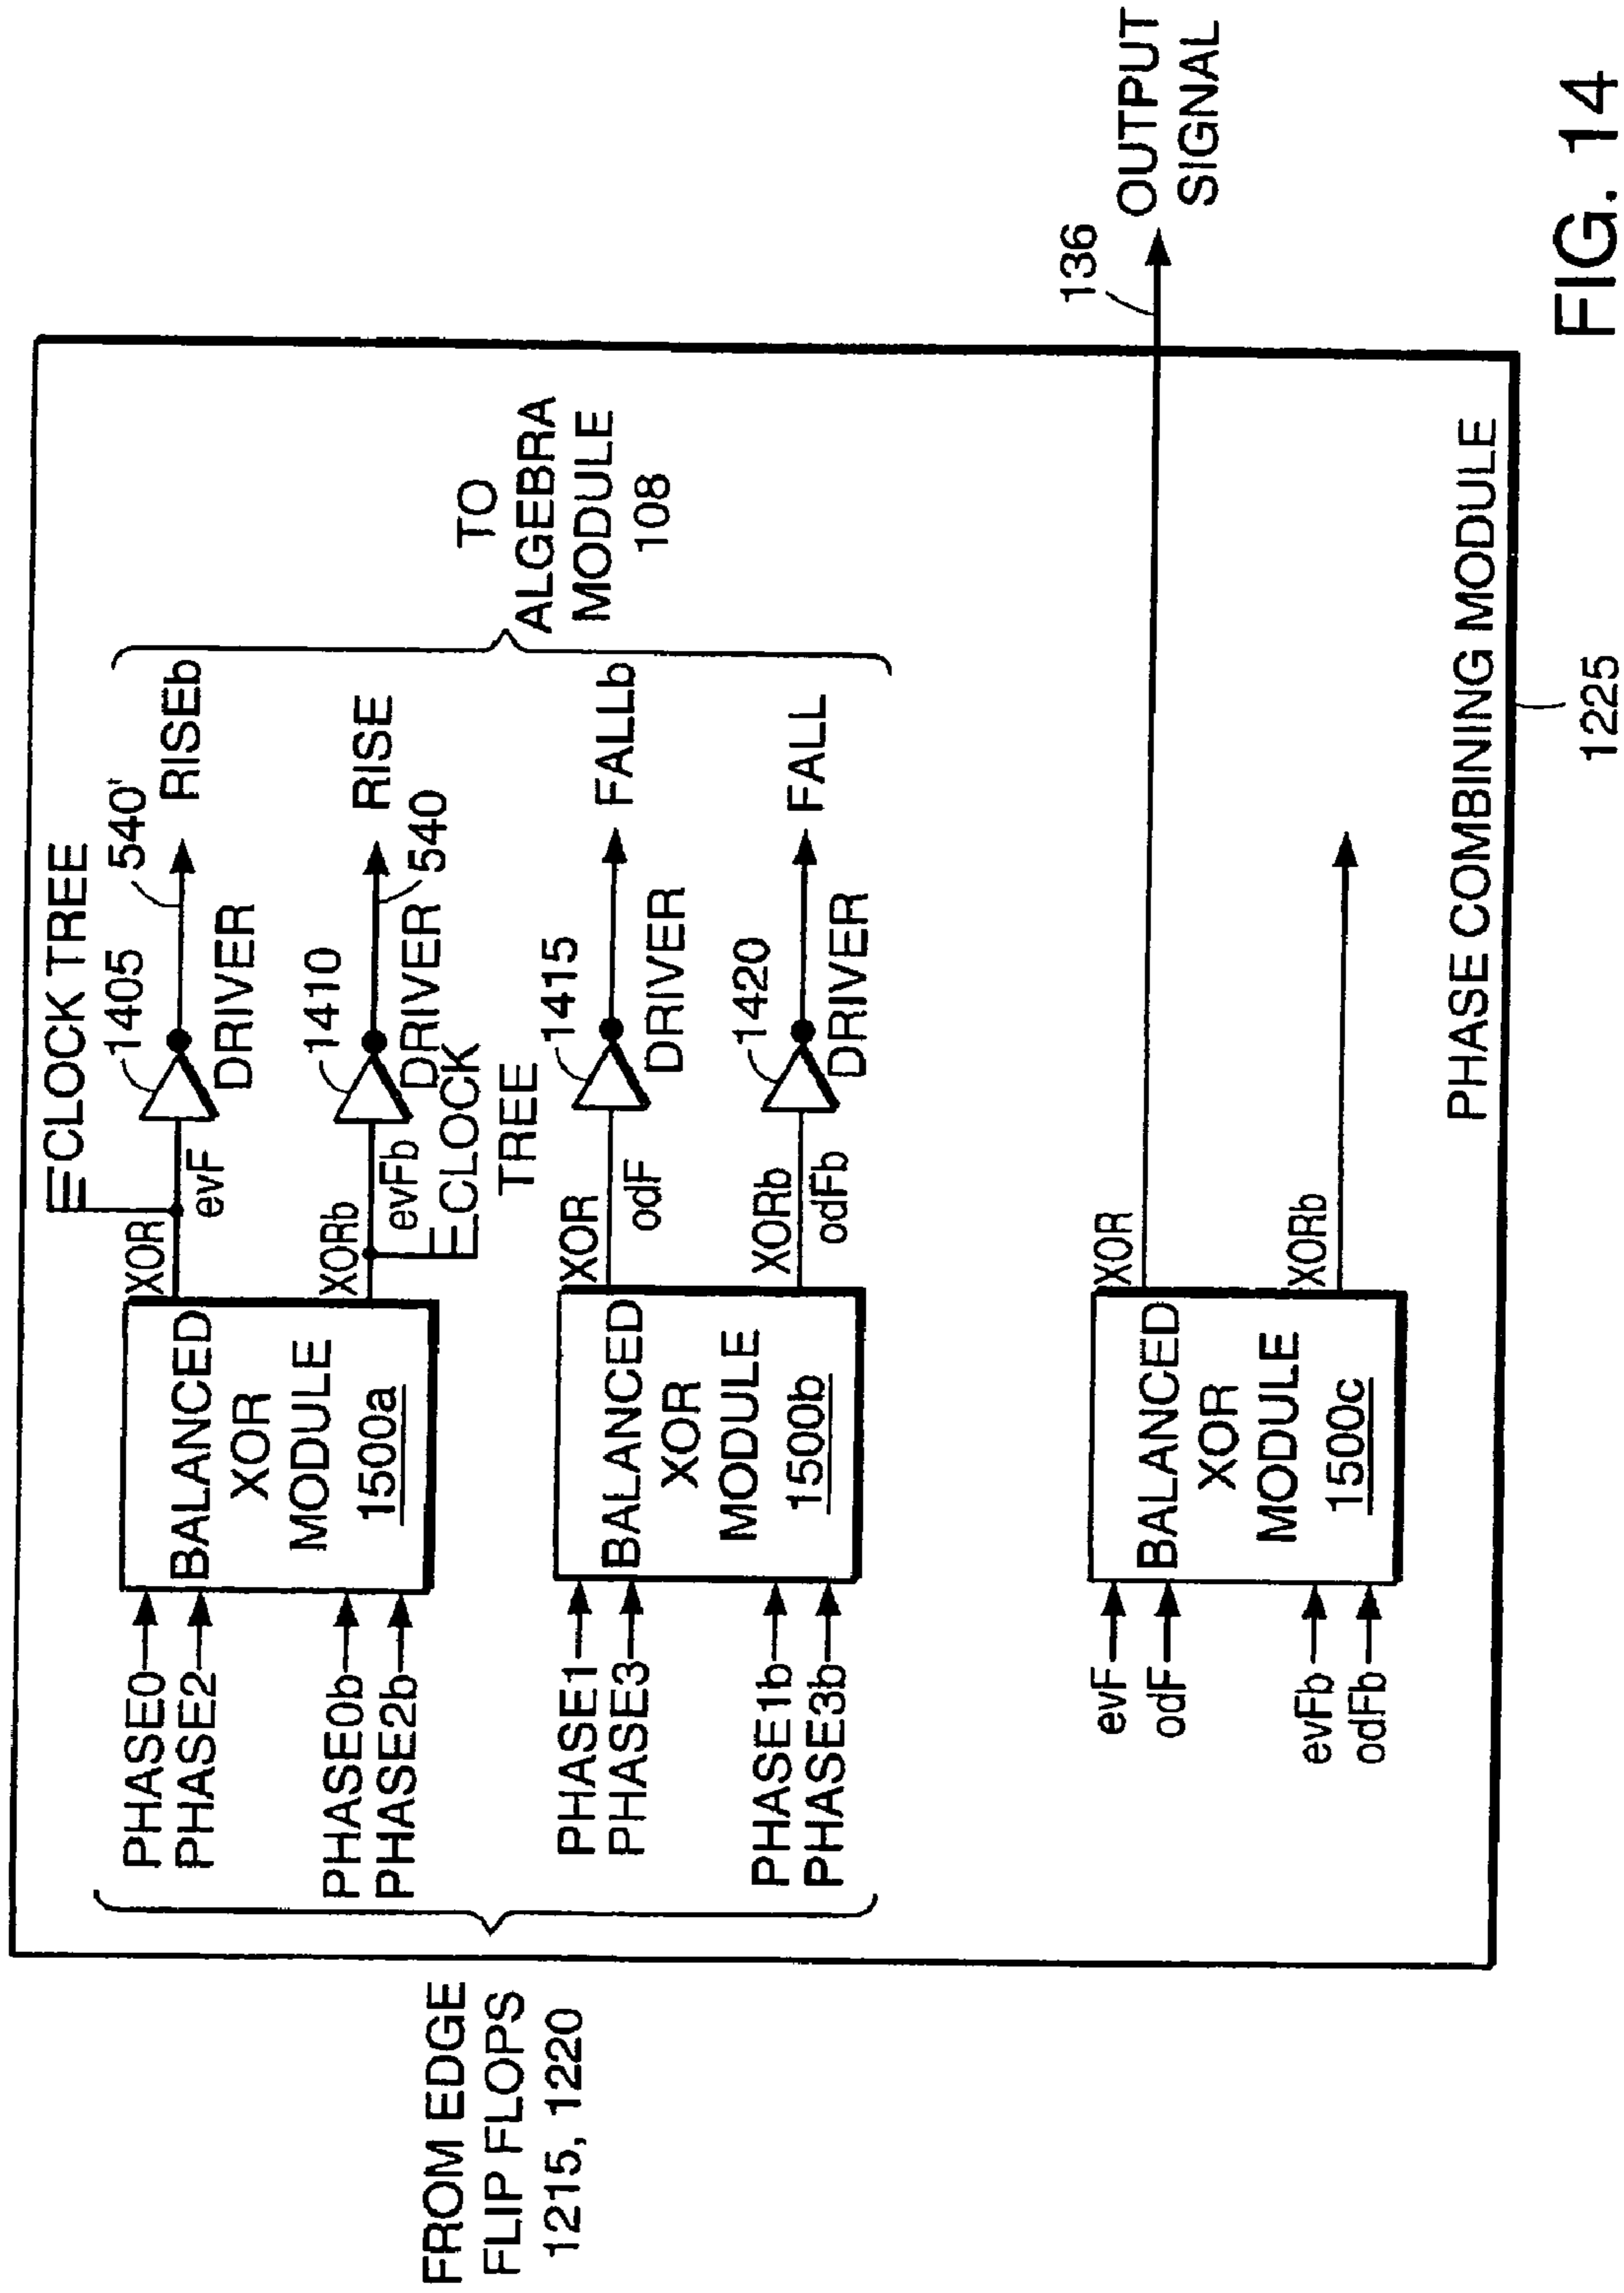 FROM EDGE
FLIP FLOPS
1215, 1220
PHASE0
PHASE2
PHASE0b
PHASE2b
PHASE1
PHASE3
PHASE1b
PHASE3b
BALANCED
XOR
MODULE
1500a
XOR
evF
CLOCK TREE
1405
DRIVER
540'
RISEb
XORb
evFb
CLOCK
TREE
1410
DRIVER
540
RISE
BALANCED
XOR
MODULE
1500b
XOR
odF
1415
DRIVER
FALLb
XORb
odFb
1420
DRIVER
FALL
TO
ALGEBRA
MODULE
108
evF
odF
evFb
odFb
BALANCED
XOR
MODULE
1500c
XOR
XORb
136
OUTPUT
SIGNAL
PHASE COMBINING MODULE
1225
FIG. 14